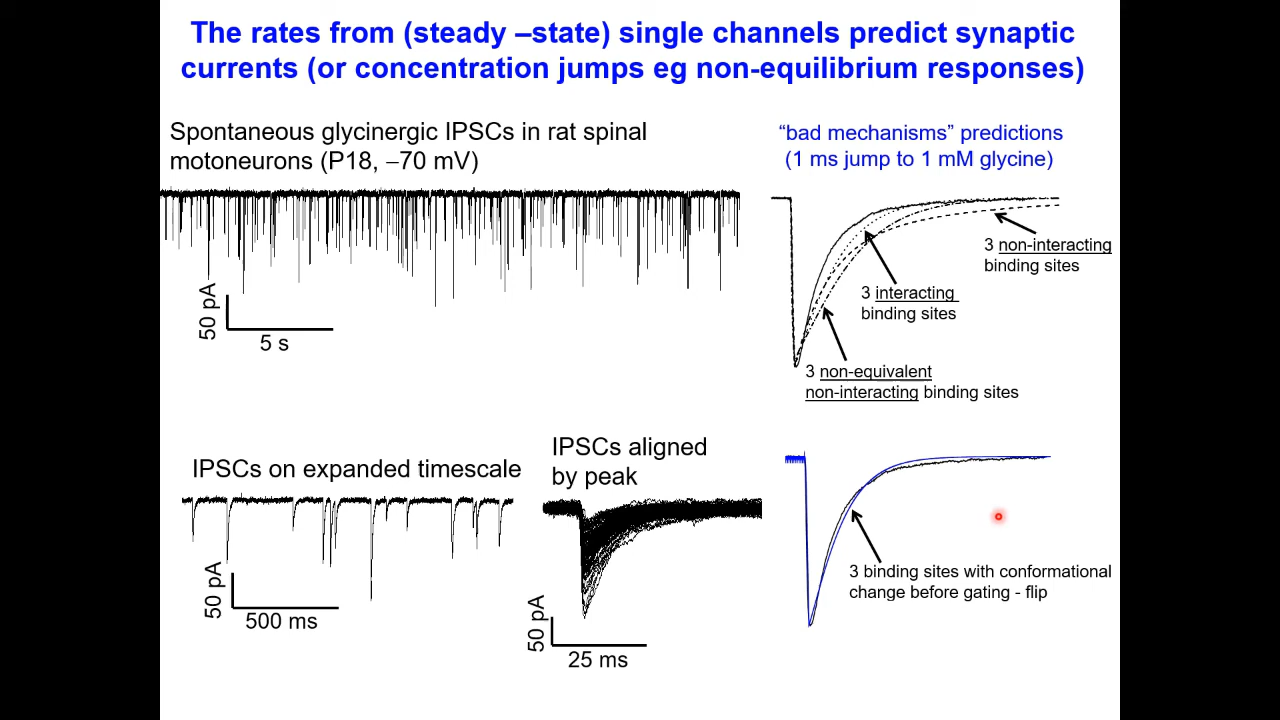 The rates from (steady –state) single channels predict synaptic
currents (or concentration jumps eg non-equilibrium responses)
Spontaneous glycinergic IPSCs in rat spinal
motoneurons (P18, −70 mV)
50 pA
5 s
“bad mechanisms” predictions
(1 ms jump to 1 mM glycine)
3 non-interacting
binding sites
3 interacting
binding sites
3 non-equivalent
non-interacting binding sites
IPSCs on expanded timescale
50 pA
500 ms
IPSCs aligned
by peak
50 pA
25 ms
3 binding sites with conformational
change before gating - flip